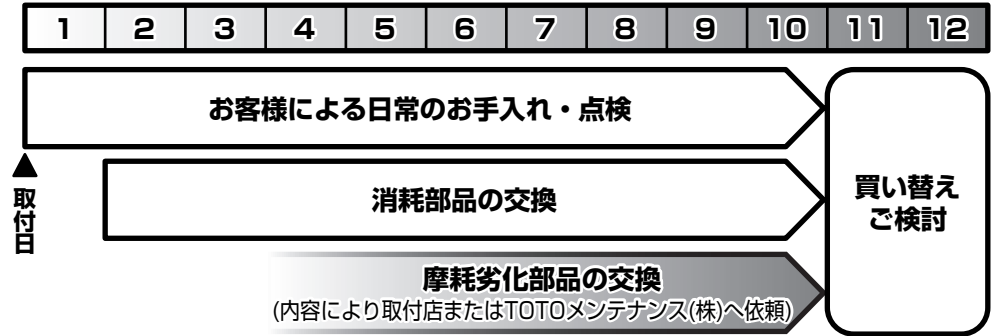 1 2 3 4 5 6 7 8 9 10 11 12
お客様による日常のお手入れ・点検
▲
取付日
消耗部品の交換
買い替え
ご検討
摩耗劣化部品の交換
(内容により取付店またはTOTOメンテナンス(株)へ依頼)